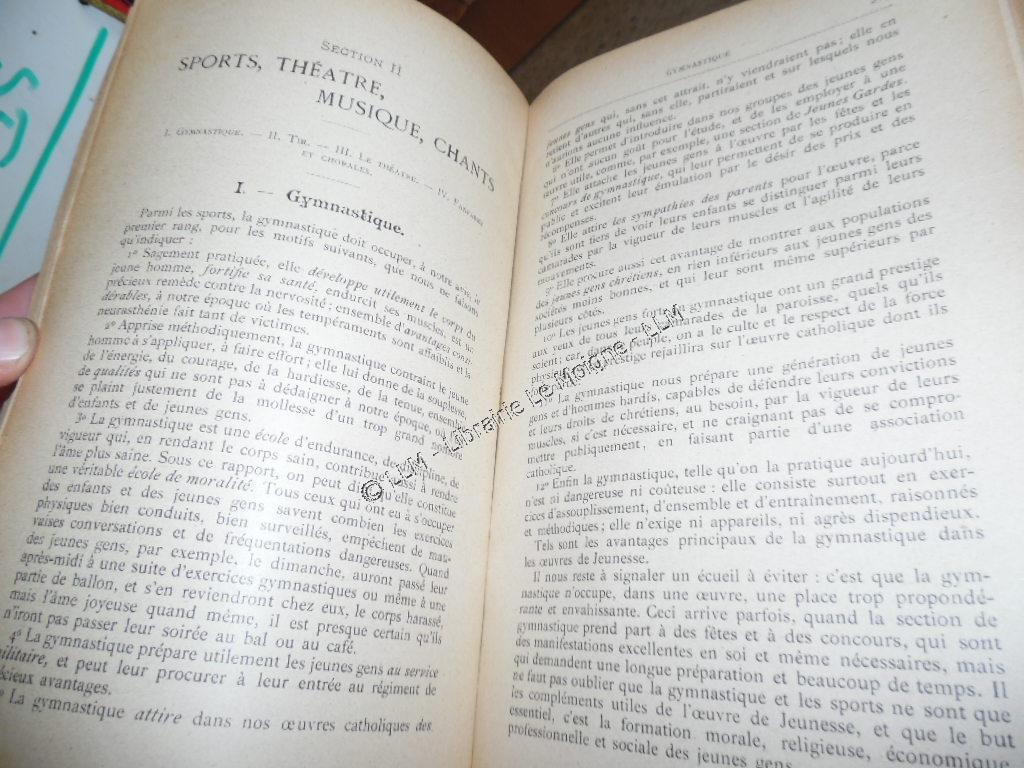 SECTION II
SPORTS, THÉATRE,
MUSIQUE, CHANTS
I. GYMNASTIQUE. — II. TIR. — III. LE THÉATRE. — IV. FANFARES
ET CHORALES.
I. — Gymnastique.
Parmi les sports, la gymnastique doit occuper, à notre avis, le
premier rang, pour les motifs suivants, que nous ne faisons
qu'indiquer :
1º Sagement pratiquée, elle développe utilement le corps du
jeune homme, fortifie sa santé, endurcit ses muscles, est un
précieux remède contre la nervosité ; ensemble d'avantages consi-
dérables, à notre époque où les tempéraments sont affaiblis et la
neurasthénie fait tant de victimes.
2º Apprise méthodiquement, la gymnastique contraint le jeune
homme à s'appliquer, à faire effort ; elle lui donne de la souplesse,
de l'énergie, du courage, de la hardiesse, de la tenue, ensemble
de qualités qui ne sont pas à dédaigner à notre époque, où l'on
se plaint justement de la mollesse d'un trop grand nombre
d'enfants et de jeunes gens.
3º La gymnastique est une école d'endurance, de discipline, de
vigueur qui, en rendant le corps sain, contribue aussi à rendre
l'âme plus saine. Sous ce rapport, on peut dire qu'elle constitue
une véritable école de moralité. Tous ceux qui ont eu à s'occuper
des enfants et des jeunes gens savent combien les exercices
physiques bien conduits, bien surveillés, empêchent de mau-
vaises conversations et de fréquentations dangereuses. Quand
des jeunes gens, par exemple, le dimanche, auront passé leur
après-midi à une suite d'exercices gymnastiques ou même à une
partie de ballon, et s'en reviendront chez eux, le corps harassé,
mais l'âme joyeuse quand même, il est presque certain qu'ils
n'iront pas passer leur soirée au bal ou au café.
4º La gymnastique prépare utilement les jeunes gens au service
militaire, et peut leur procurer à leur entrée au régiment de
précieux avantages.
La gymnastique attire dans nos œuvres catholiques des
GYMNASTIQUE
jeunes gens qui, sans cet attrait, n'y viendraient pas ; elle en
retient d'autres qui, sans elle, partiraient et sur lesquels nous
n'aurions aucune influence.
6º Elle permet d'introduire dans nos groupes des jeunes gens
qui n'ont aucun goût pour l'étude, et de les employer à une
œuvre utile, comme, par exemple, une section de Jeunes Gardes.
7º Elle attache les jeunes gens à l'œuvre par les fêtes et les
concours de gymnastique, qui leur permettent de se produire en
public et excitent leur émulation par le désir des prix et des
récompenses.
8º Elle attire les sympathies des parents pour l'œuvre, parce
qu'ils sont fiers de voir leurs enfants se distinguer parmi leurs
camarades par la vigueur de leurs muscles et l'agilité de leurs
mouvements.
9º Elle procure aussi cet avantage de montrer aux populations
des jeunes gens chrétiens, en rien inférieurs aux jeunes gens des
sociétés moins bonnes, et qui leur sont même supérieurs par
plusieurs côtés.
10º Les jeunes gens forts en gymnastique ont un grand prestige
aux yeux de tous leurs camarades de la paroisse, quels qu'ils
soient ; car, dans le peuple, on a le culte et le respect de la force
physique. Ce prestige rejaillira sur l'œuvre catholique dont ils
font partie.
11º La gymnastique nous prépare une génération de jeunes
gens et d'hommes hardis, capables de défendre leurs convictions
et leurs droits de chrétiens, au besoin, par la vigueur de leurs
muscles, si c'est nécessaire, et ne craignant pas de se compro-
mettre publiquement, en faisant partie d'une association
catholique.
12º Enfin la gymnastique, telle qu'on la pratique aujourd'hui,
n'est ni dangereuse ni coûteuse : elle consiste surtout en exer-
cices d'assouplissement, d'ensemble et d'entraînement, raisonnés
et méthodiques ; elle n'exige ni appareils, ni agrès dispendieux.
Tels sont les avantages principaux de la gymnastique dans
les œuvres de Jeunesse.
Il nous reste à signaler un écueil à éviter : c'est que la gym-
nastique n'occupe, dans une œuvre, une place trop propondé-
rante et envahissante. Ceci arrive parfois, quand la section de
gymnastique prend part à des fêtes et à des concours, qui sont
des manifestations excellentes en soi et même nécessaires, mais
qui demandent une longue préparation et beaucoup de temps. Il
ne faut pas oublier que la gymnastique et les sports ne sont que
les compléments utiles de l'œuvre de Jeunesse, et que le but
essentiel, c'est la formation morale, religieuse, économique
professionnelle et sociale des jeunes gens
© LLM - Librairie Le Moigne - LLM